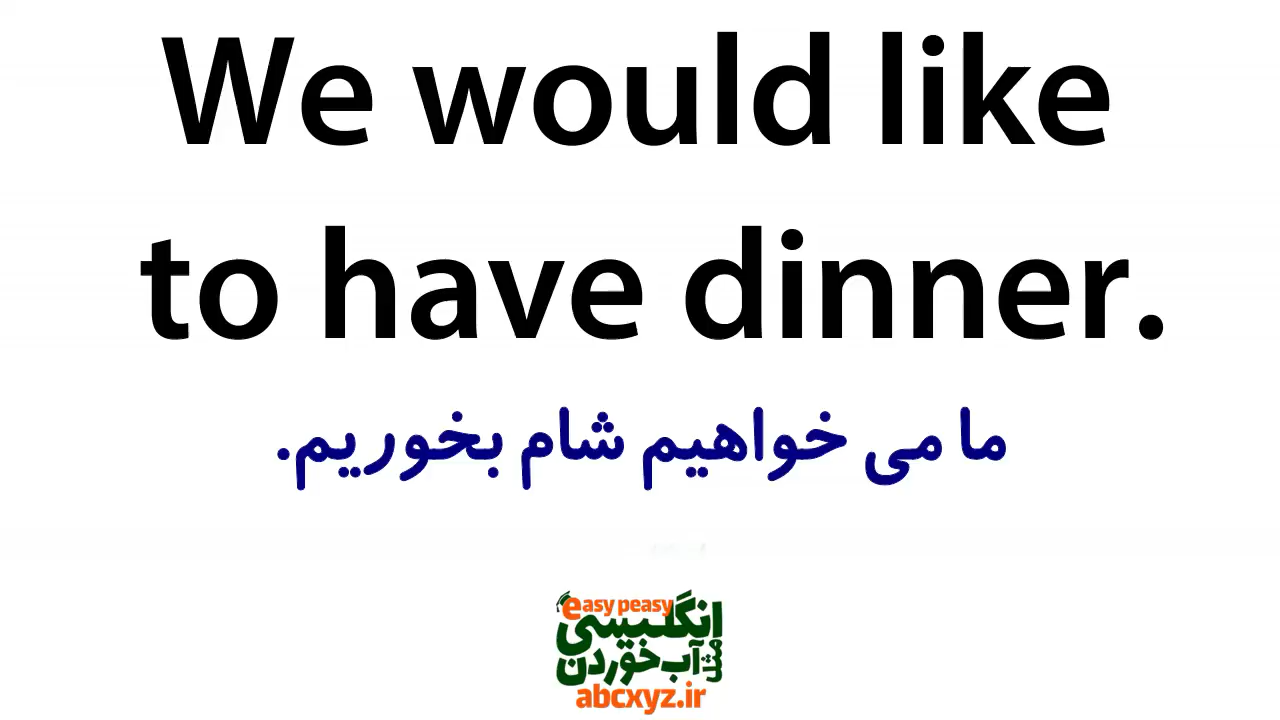 We would like
to have dinner.
ما می خواهیم شام بخوریم.
easy peasy
انگلیسی
مثل آب خوردن
abcxyz.ir